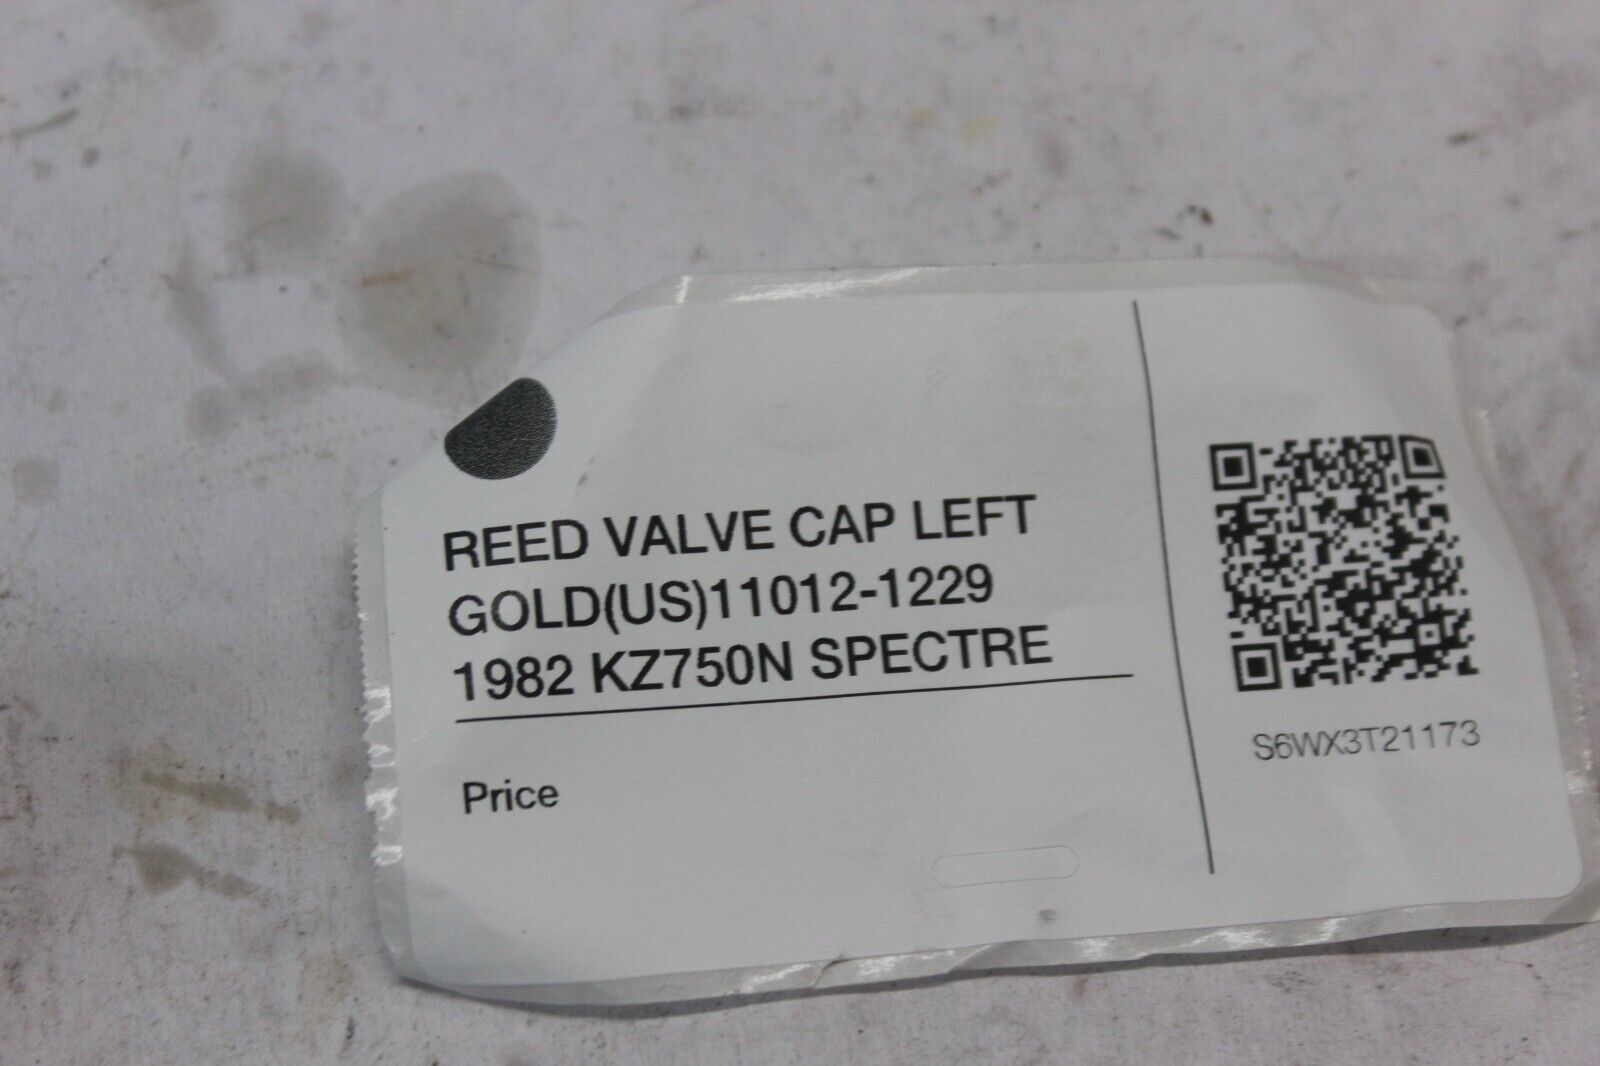 REED VALVE CAP LEFT
GOLD(US)11012-1229
1982 KZ750N SPECTRE
Price
S6WX3T21173